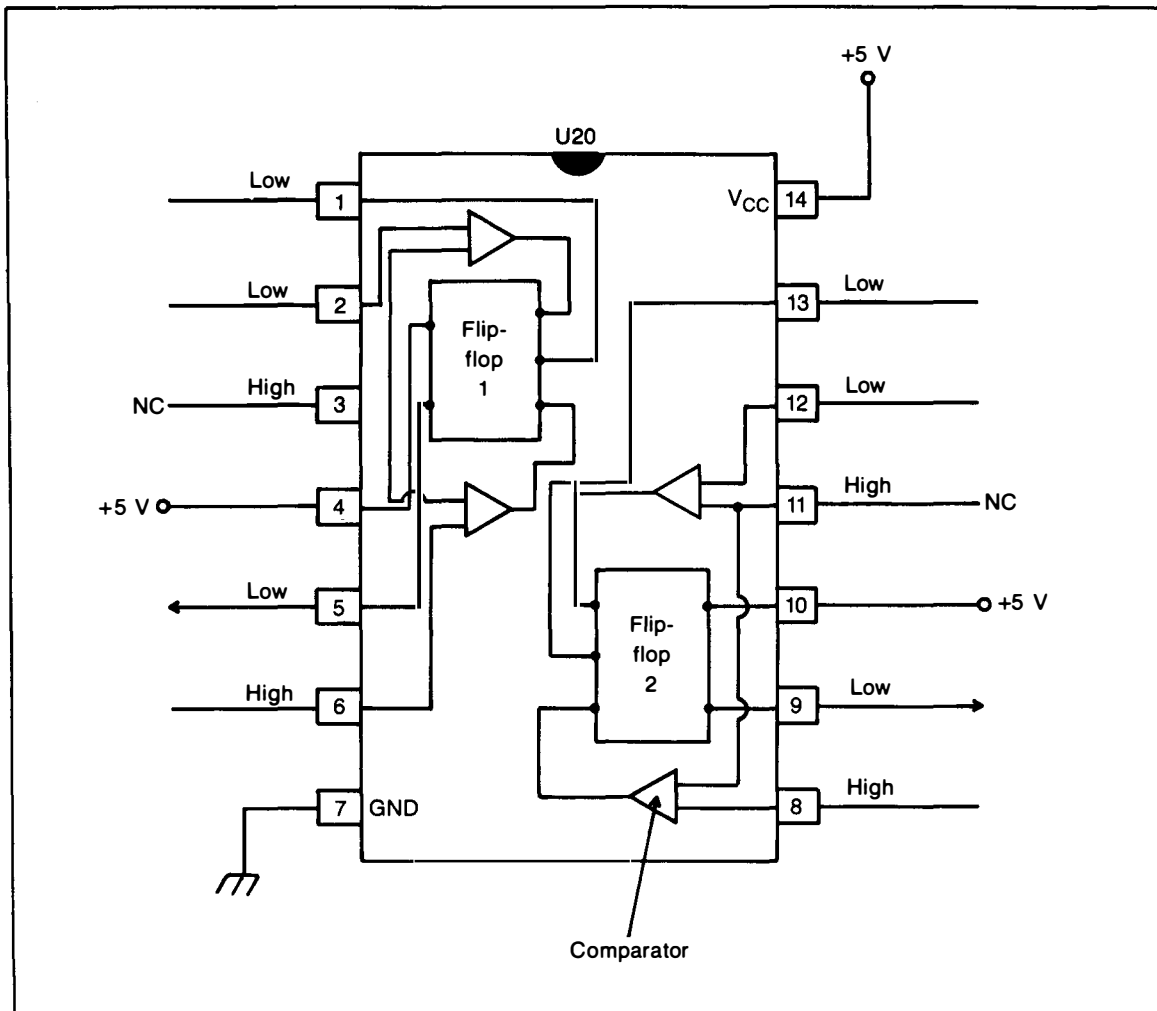 +5 V
U20
Low
1
VCC
14
Low
2
13
Low
Flip-
flop
1
NC
High
3
12
Low
+5 V
4
11
High
NC
Low
5
10
+5 V
Flip-
flop
2
High
6
9
Low
7
GND
8
High
Comparator